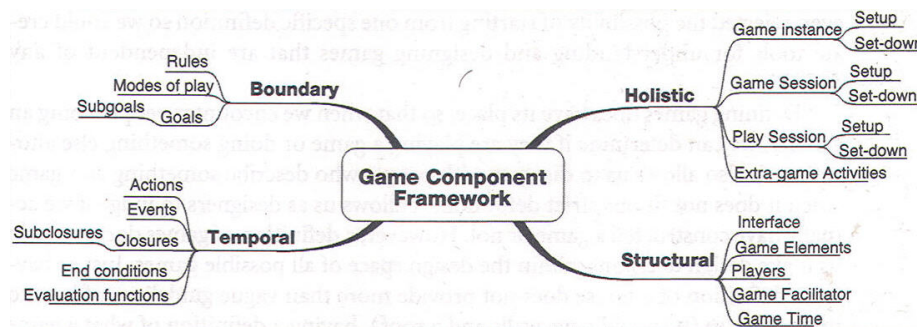 Game instance
Setup
Set-down
Game Session
Setup
Set-down
Play Session
Setup
Set-down
Extra-game Activities
Holistic
Rules
Modes of play
Subgoals
Goals
Boundary
Game Component
Framework
Actions
Events
Subclosures
Closures
End conditions
Evaluation functions
Temporal
Structural
Interface
Game Elements
Players
Game Facilitator
Game Time